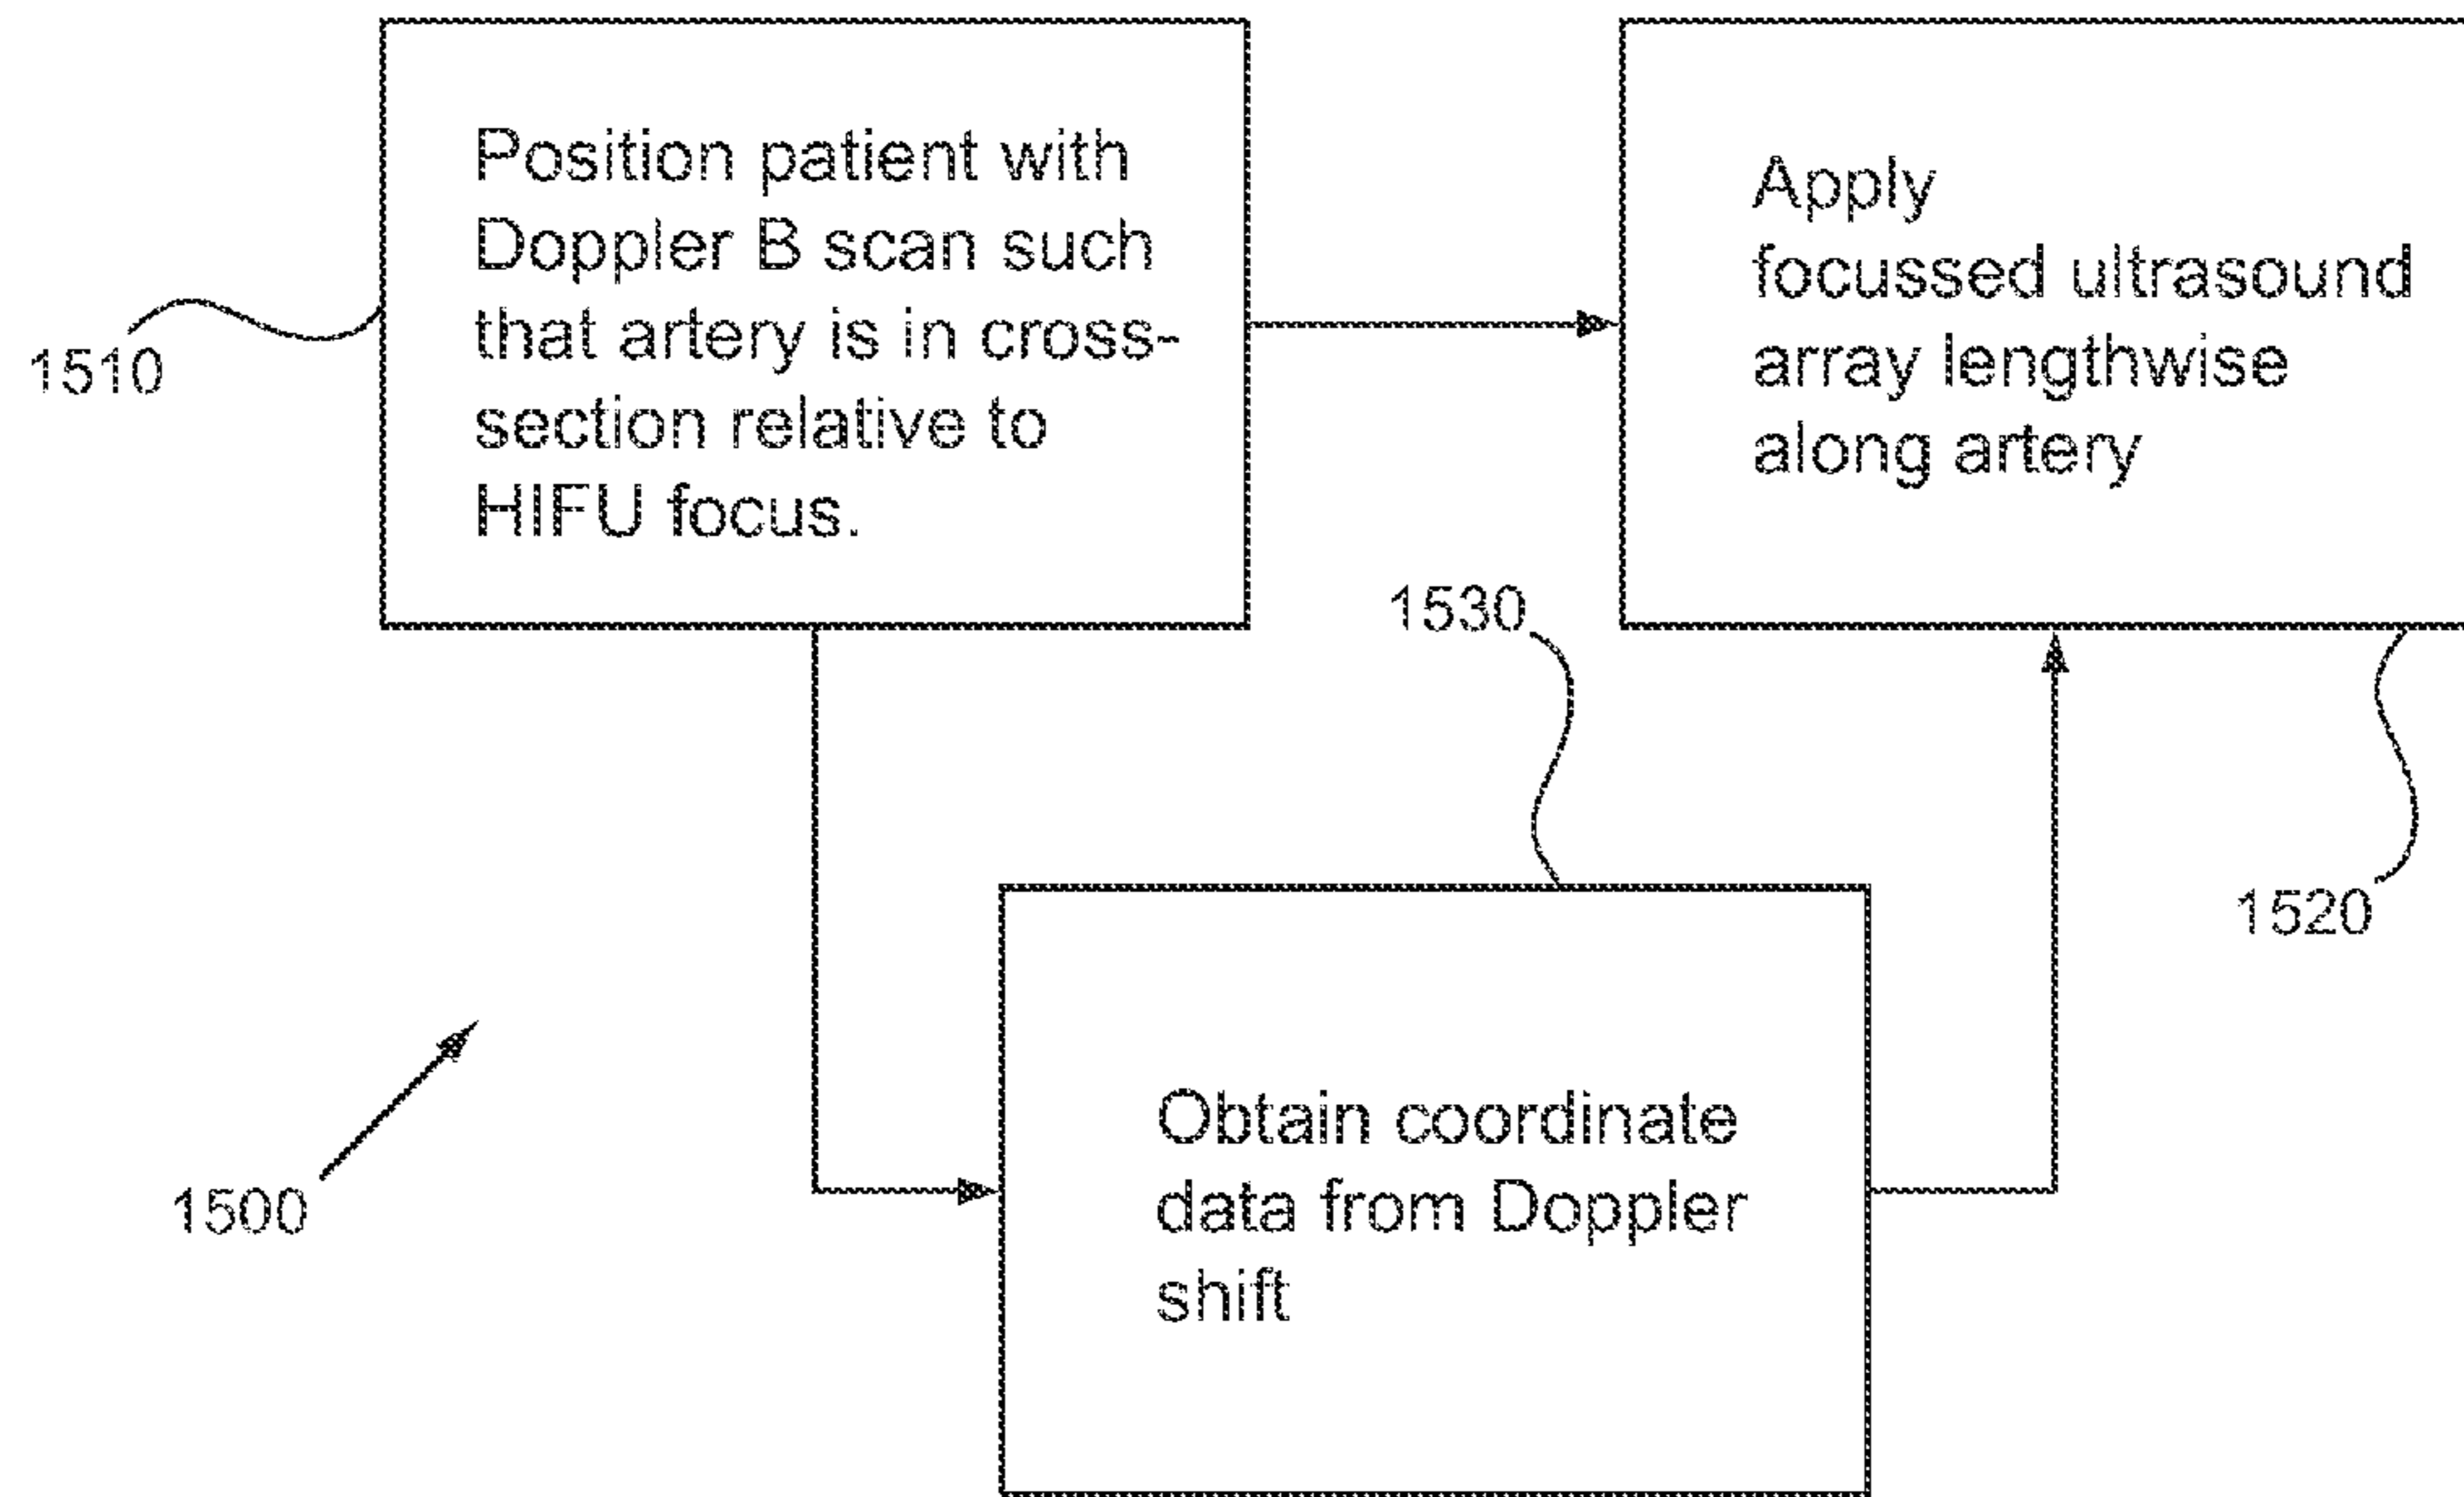 Position patient with
Doppler B scan such
that artery is in cross-
section relative to
HIFU focus.
1510
Apply
focussed ultrasound
array lengthwise
along artery
1530
1520
Obtain coordinate
data from Doppler
shift
1500